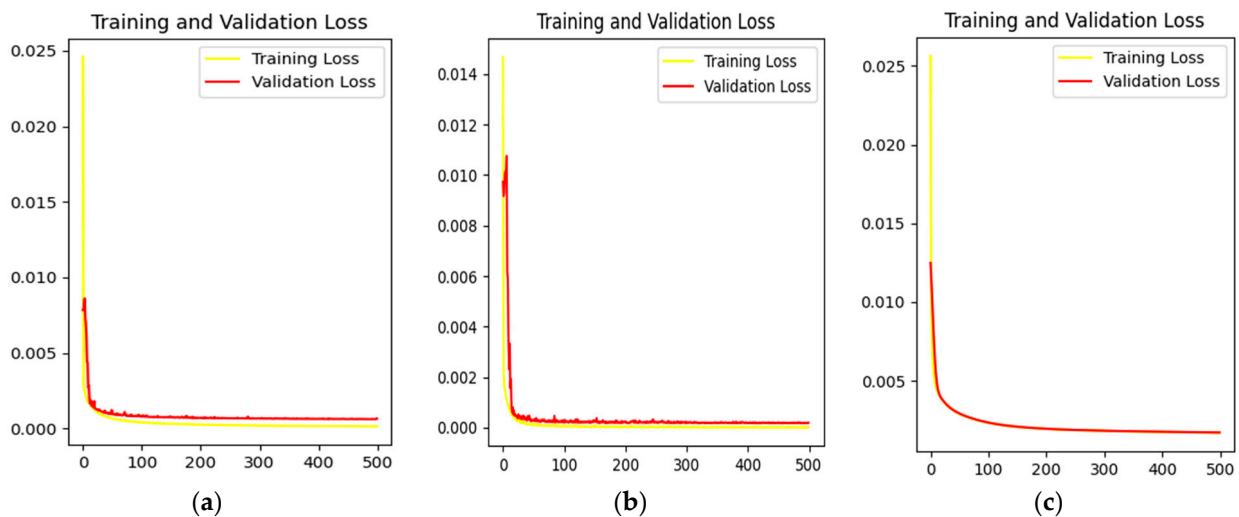 Training and Validation Loss
0.025
0.020
0.015
0.010
0.005
0.000
Training Loss
Validation Loss
0 100 200 300 400 500
(a)
Training and Validation Loss
0.014
0.012
0.010
0.008
0.006
0.004
0.002
0.000
Training Loss
Validation Loss
0 100 200 300 400 500
(b)
Training and Validation Loss
0.025
0.020
0.015
0.010
0.005
Training Loss
Validation Loss
0 100 200 300 400 500
(c)